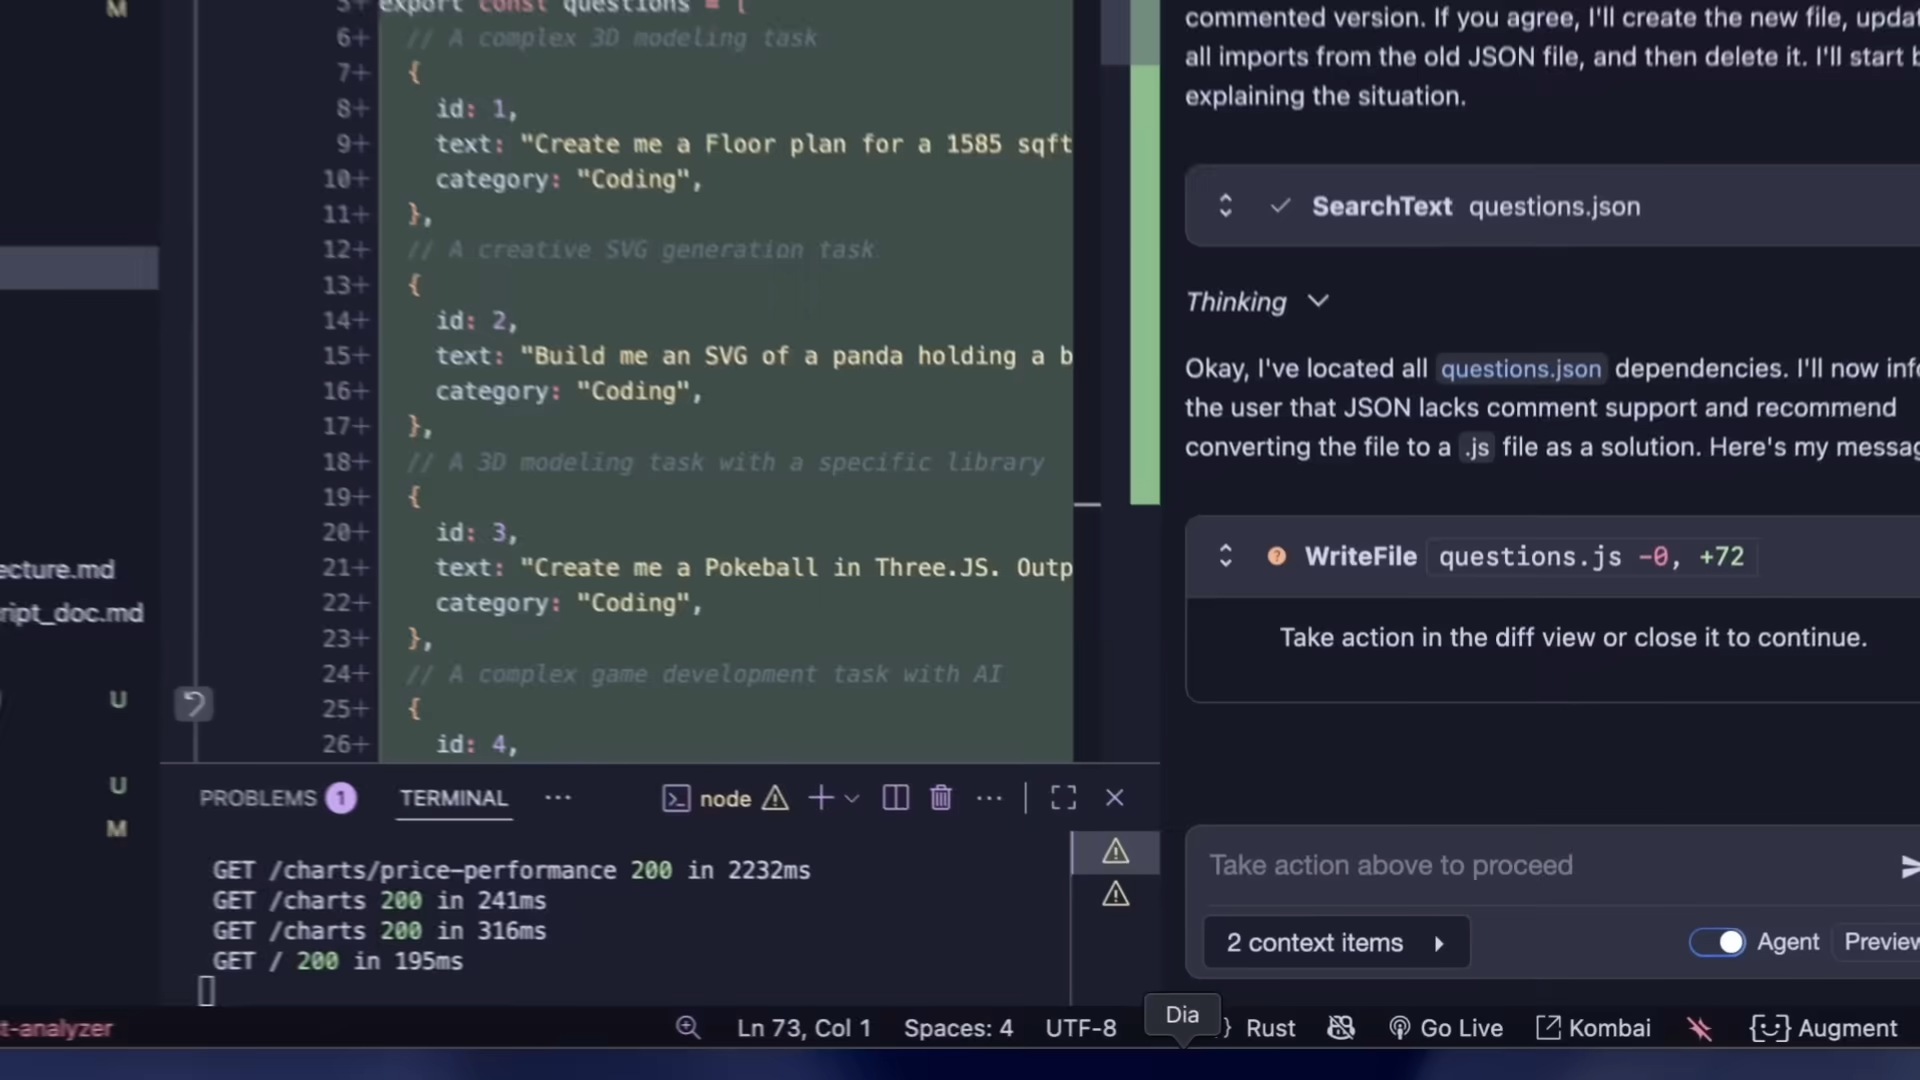 M
5+ export const questions = [
6+ // A complex 3D modeling task
7+ {
8+ id: 1,
9+ text: "Create me a Floor plan for a 1585 sqft
10+ category: "Coding",
11+ },
12+ // A creative SVG generation task
13+ {
14+ id: 2,
15+ text: "Build me an SVG of a panda holding a b
16+ category: "Coding",
17+ },
18+ // A 3D modeling task with a specific library
19+ {
20+ id: 3,
21+ text: "Create me a Pokeball in Three.JS. Outp
22+ category: "Coding",
23+ },
24+ // A complex game development task with AI
25+ {
26+ id: 4,
ecture.md
ript_doc.md
U
U
M
PROBLEMS 1 TERMINAL ··· node + ···
GET /charts/price-performance 200 in 2232ms
GET /charts 200 in 241ms
GET /charts 200 in 316ms
GET / 200 in 195ms
commented version. If you agree, I'll create the new file, updat
all imports from the old JSON file, and then delete it. I'll start b
explaining the situation.
SearchText questions.json
Thinking
Okay, I've located all questions.json dependencies. I'll now info
the user that JSON lacks comment support and recommend
converting the file to a .js file as a solution. Here's my messag
? WriteFile questions.js -0, +72
Take action in the diff view or close it to continue.
Take action above to proceed
2 context items Agent Preview
Dia
t-analyzer Ln 73, Col 1 Spaces: 4 UTF-8 } Rust Go Live Kombai Augment